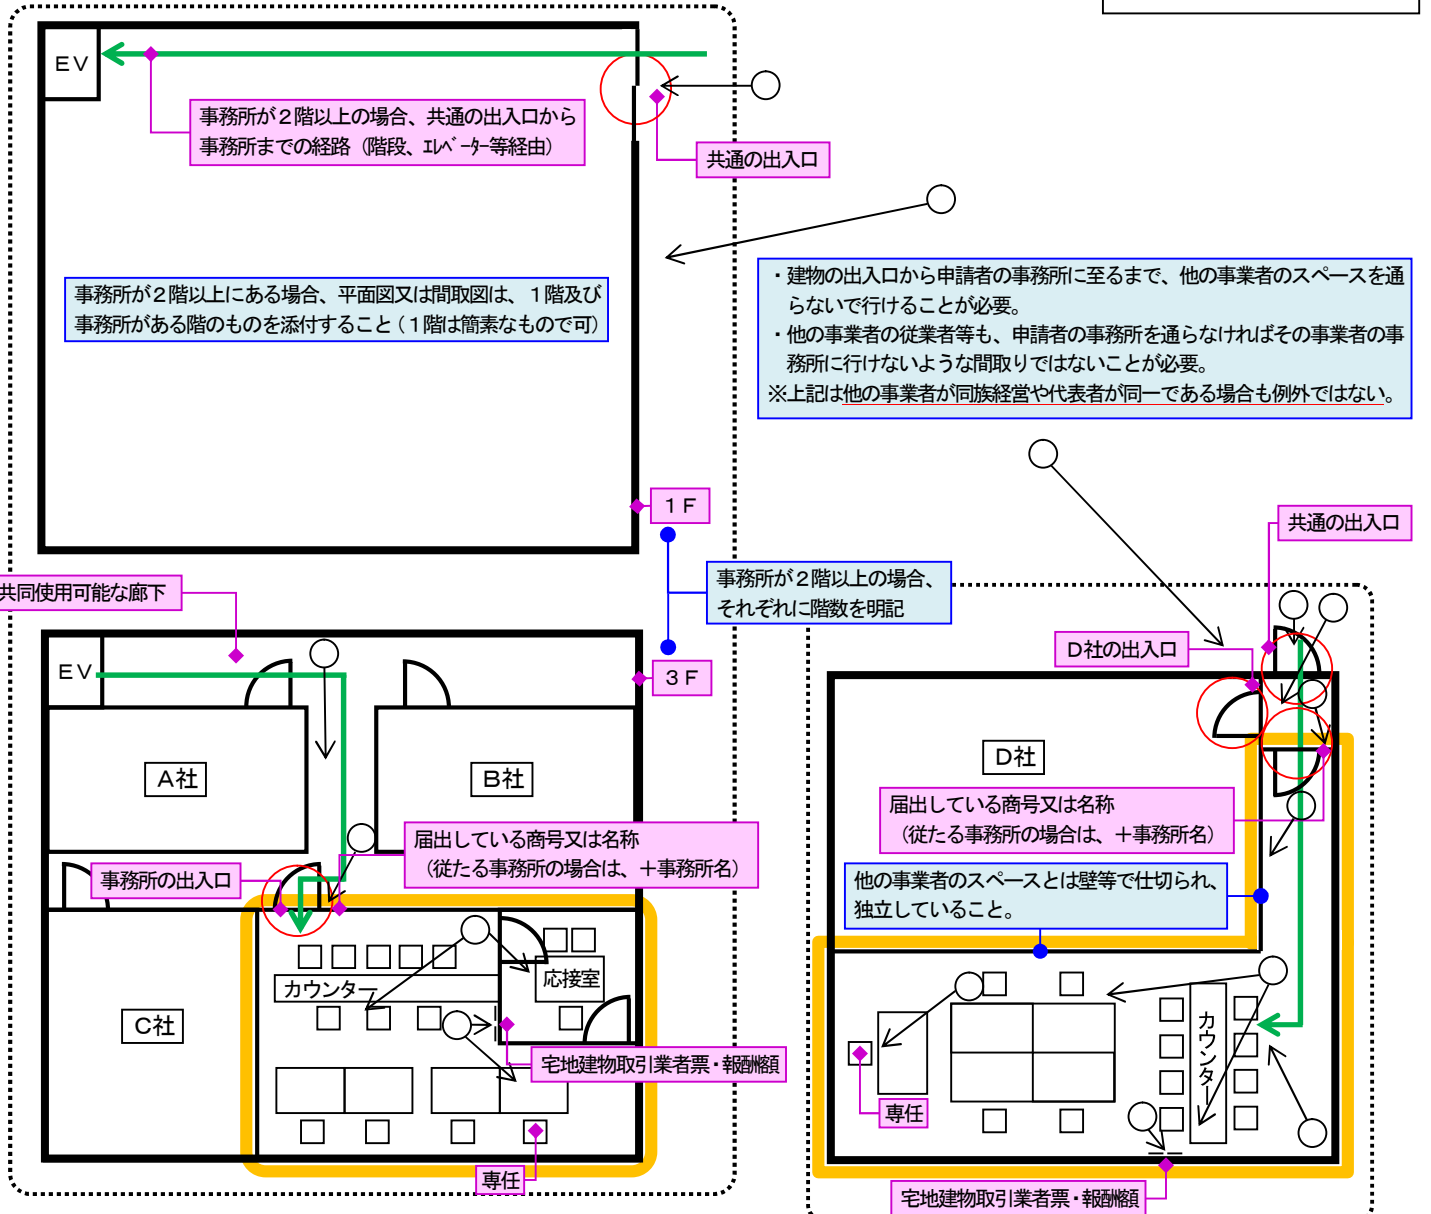 ＥＶ
事務所が２階以上の場合、共通の出入口から
事務所までの経路（階段、ｴﾚﾍﾞｰﾀｰ等経由）
共通の出入口
事務所が２階以上にある場合、平面図又は間取図は、１階及び
事務所がある階のものを添付すること（１階は簡素なもので可）
・建物の出入口から申請者の事務所に至るまで、他の事業者のスペースを通
らないで行けることが必要。
・他の事業者の従業者等も、申請者の事務所を通らなければその事業者の事
務所に行けないような間取りではないことが必要。
※上記は他の事業者が同族経営や代表者が同一である場合も例外ではない。
１Ｆ
事務所が２階以上の場合、
それぞれに階数を明記
３Ｆ
共同使用可能な廊下
ＥＶ
Ａ社
Ｂ社
届出している商号又は名称
（従たる事務所の場合は、＋事務所名）
事務所の出入口
カウンター
応接室
Ｃ社
宅地建物取引業者票・報酬額
専任
共通の出入口
Ｄ社の出入口
Ｄ社
届出している商号又は名称
（従たる事務所の場合は、＋事務所名）
他の事業者のスペースとは壁等で仕切られ、
独立していること。
カウンター
専任
宅地建物取引業者票・報酬額